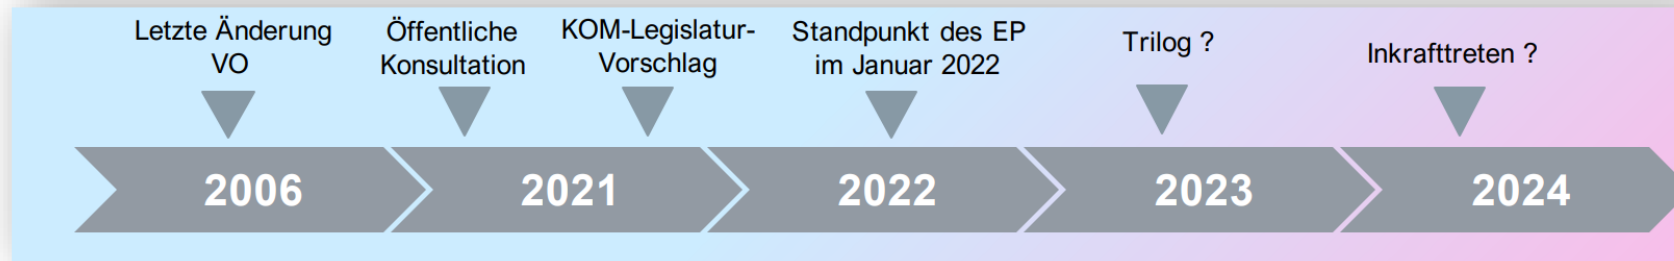 Letzte Änderung
VO
Öffentliche
Konsultation
KOM-Legislatur-
Vorschlag
Standpunkt des EP
im Januar 2022
Trilog ?
Inkrafttreten ?
2006
2021
2022
2023
2024